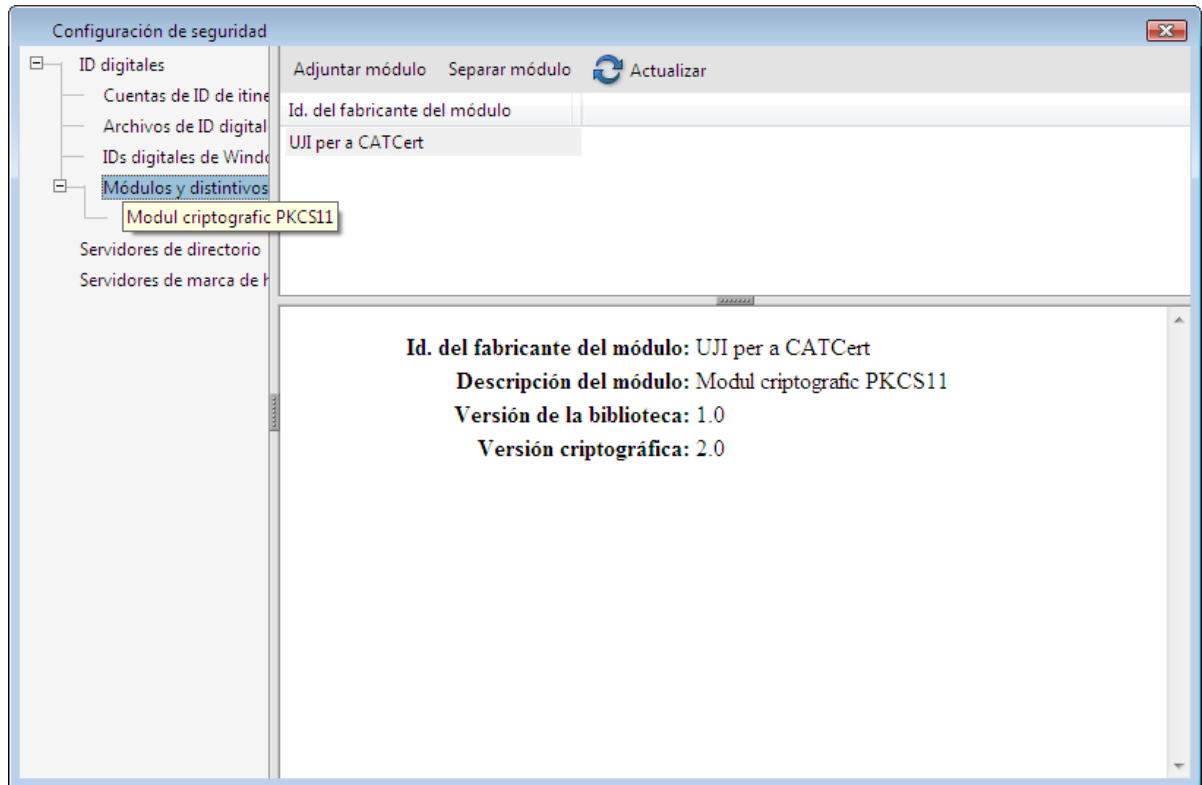 Configuración de seguridad
ID digitales
Cuentas de ID de itine
Archivos de ID digital
IDs digitales de Windo
Módulos y distintivos
Modul criptografic PKCS11
Servidores de directorio
Servidores de marca de h
Adjuntar módulo Separar módulo Actualizar
Id. del fabricante del módulo
UJI per a CATCert
Id. del fabricante del módulo: UJI per a CATCert
Descripción del módulo: Modul criptografic PKCS11
Versión de la biblioteca: 1.0
Versión criptográfica: 2.0